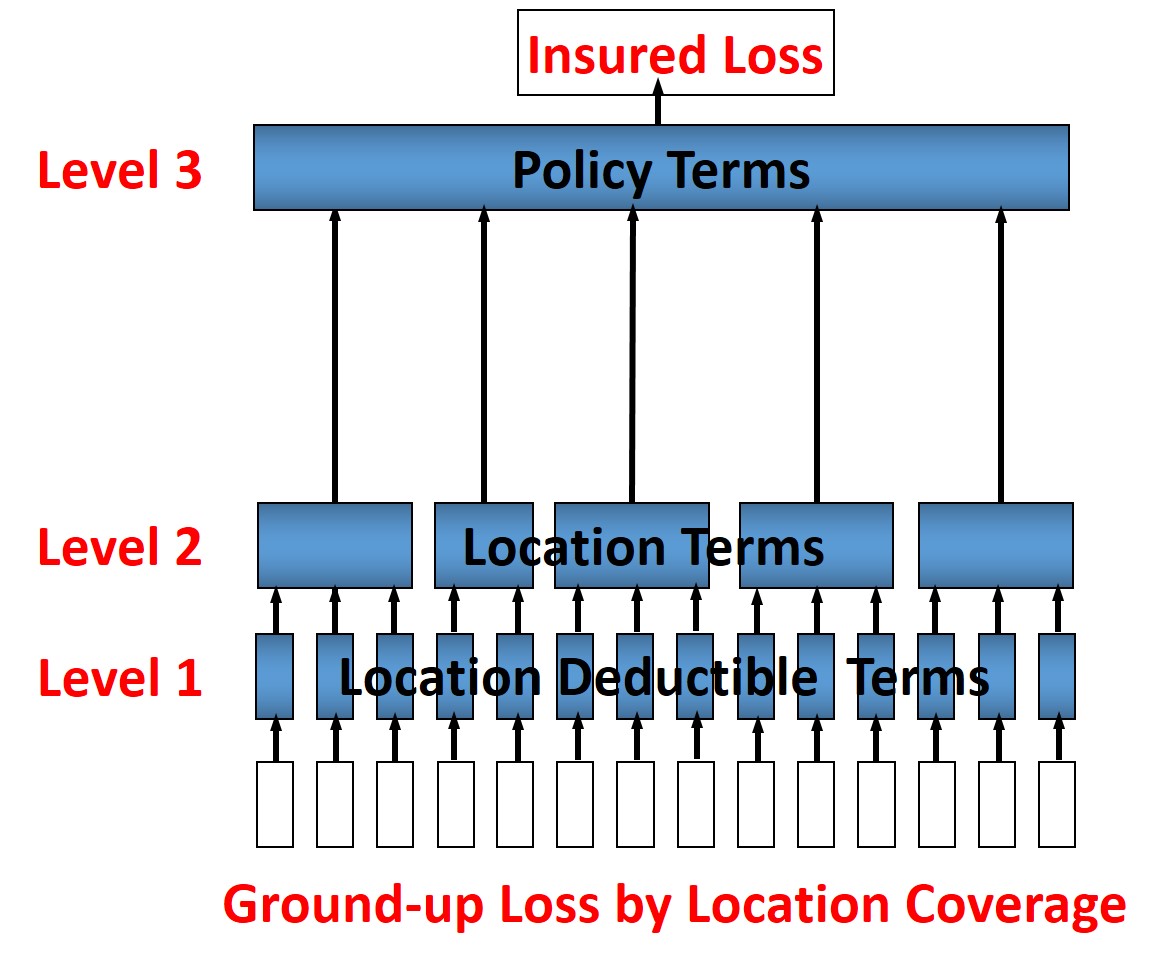 Insured Loss
Level 3
Policy Terms
Level 2
Location Terms
Level 1
Location Deductible Terms
Ground-up Loss by Location Coverage